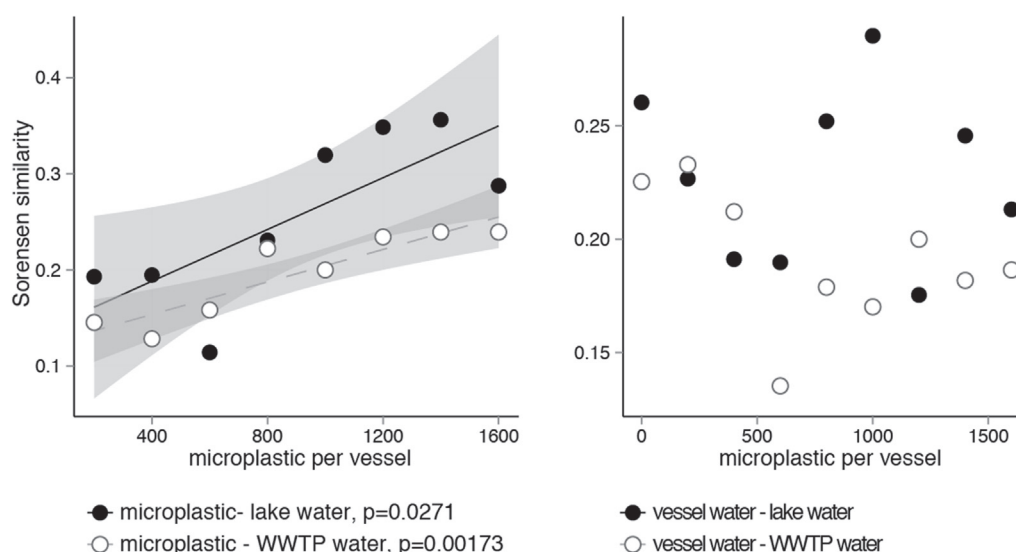 Sorensen similarity
0.4
0.3
0.2
0.1
400 800 1200 1600
microplastic per vessel
microplastic- lake water, p=0.0271
microplastic - WWTP water, p=0.00173
0.25
0.20
0.15
0 500 1000 1500
microplastic per vessel
vessel water - lake water
vessel water - WWTP water